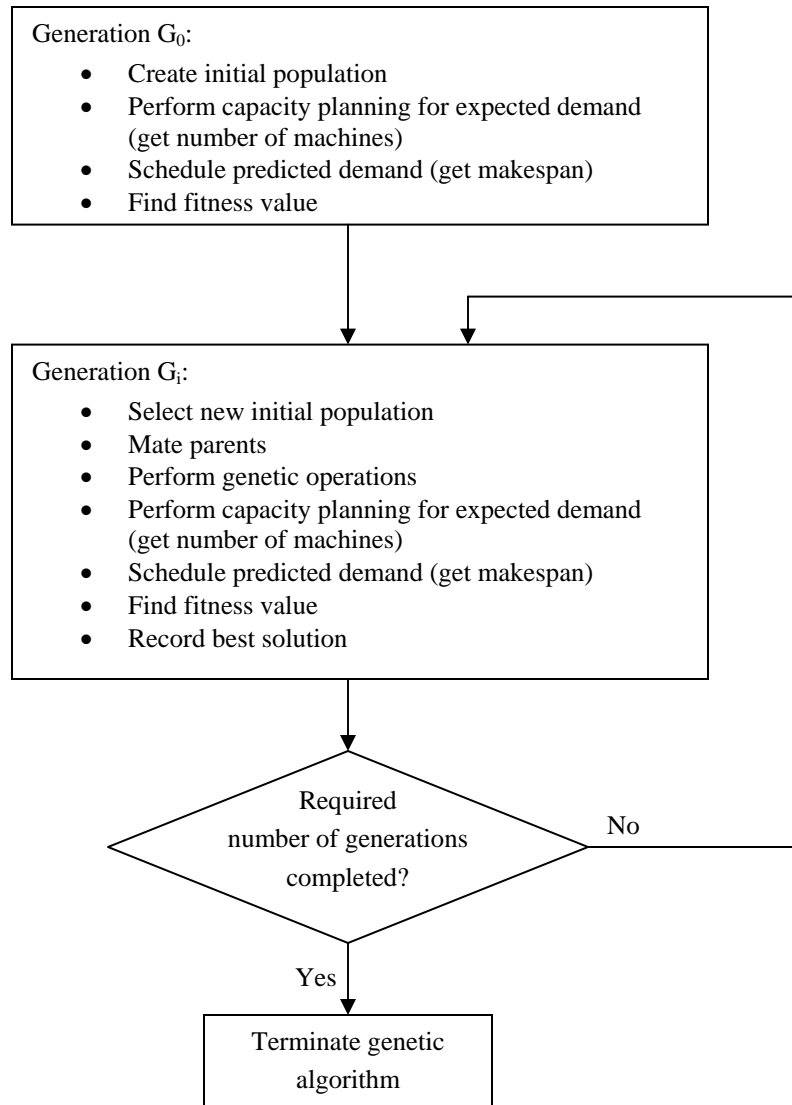 Generation G₀:
• Create initial population
• Perform capacity planning for expected demand
(get number of machines)
• Schedule predicted demand (get makespan)
• Find fitness value
Generation Gᵢ:
• Select new initial population
• Mate parents
• Perform genetic operations
• Perform capacity planning for expected demand
(get number of machines)
• Schedule predicted demand (get makespan)
• Find fitness value
• Record best solution
Required
number of generations
completed?
No
Yes
Terminate genetic
algorithm